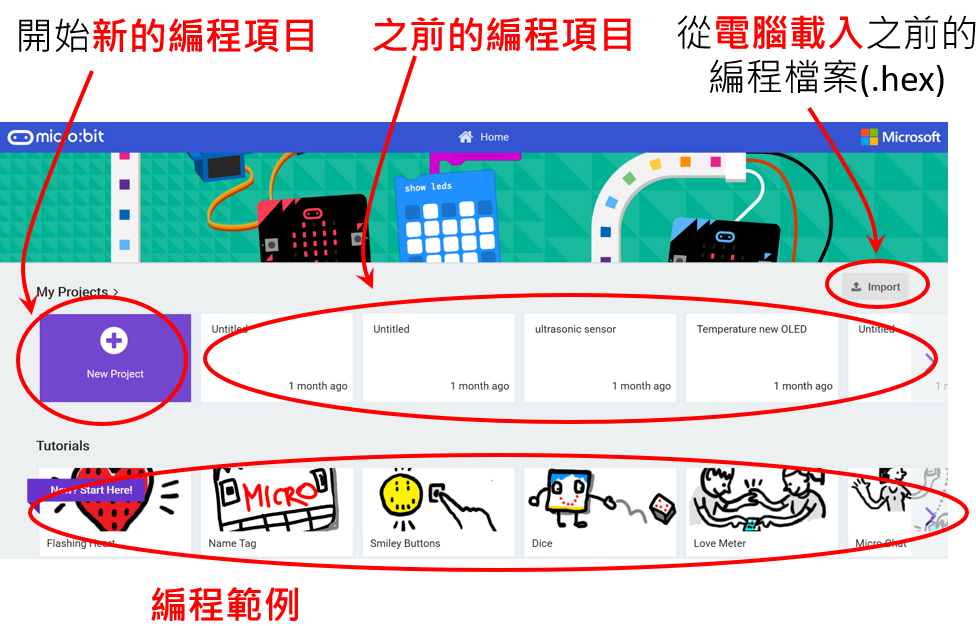 開始新的編程項目
之前的編程項目
從電腦載入之前的
編程檔案(.hex)
micro:bit
Home
Microsoft
show leds
My Projects >
Import
New Project
Untitled
1 month ago
Untitled
1 month ago
ultrasonic sensor
1 month ago
Temperature new OLED
1 month ago
Untitled
Tutorials
New? Start Here!
MICRO
Flashing Heart
Name Tag
Smiley Buttons
Dice
Love Meter
Micro Chat
編程範例